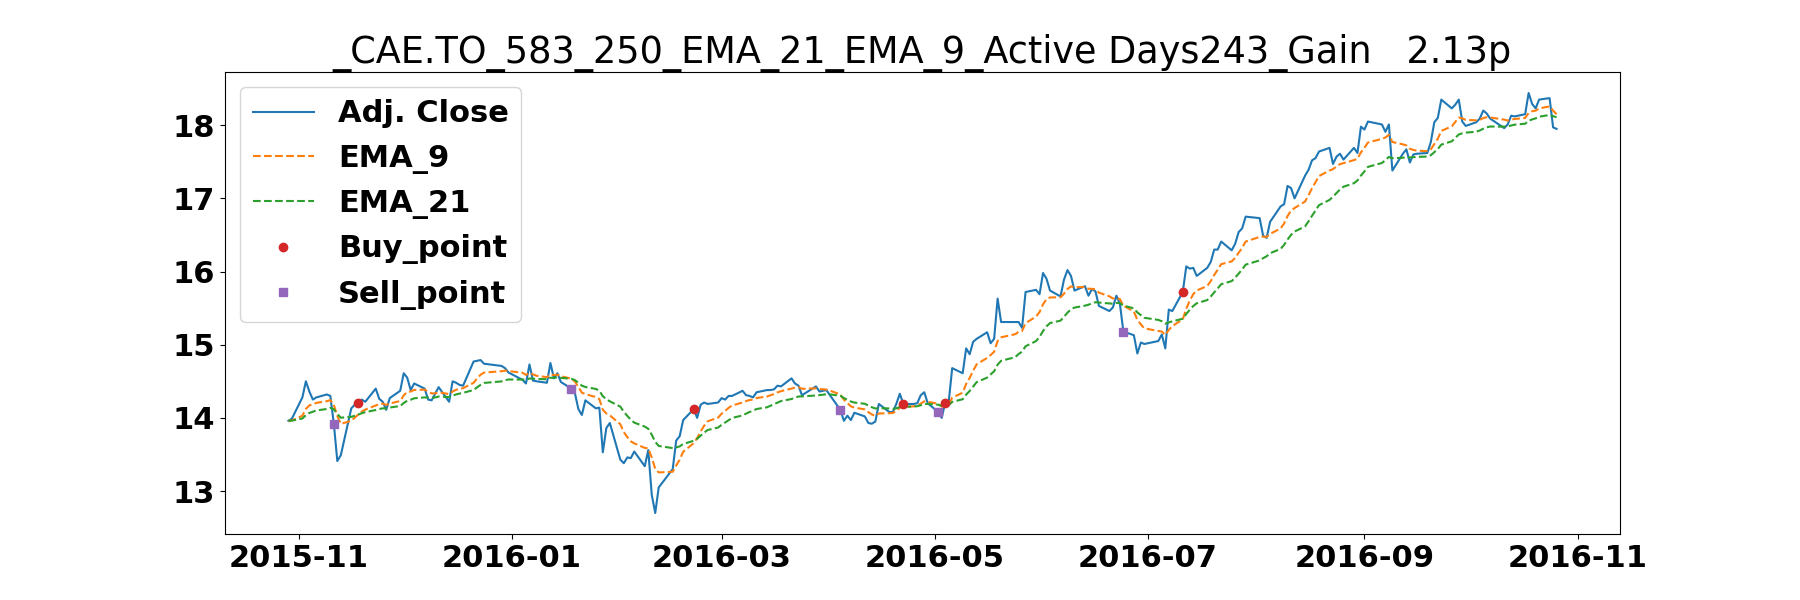 _CAE.TO_583_250_EMA_21_EMA_9_Active Days243_Gain   2.13p
Adj. Close
EMA_9
EMA_21
Buy_point
Sell_point
18
17
16
15
14
13
2015-11 2016-01 2016-03 2016-05 2016-07 2016-09 2016-11